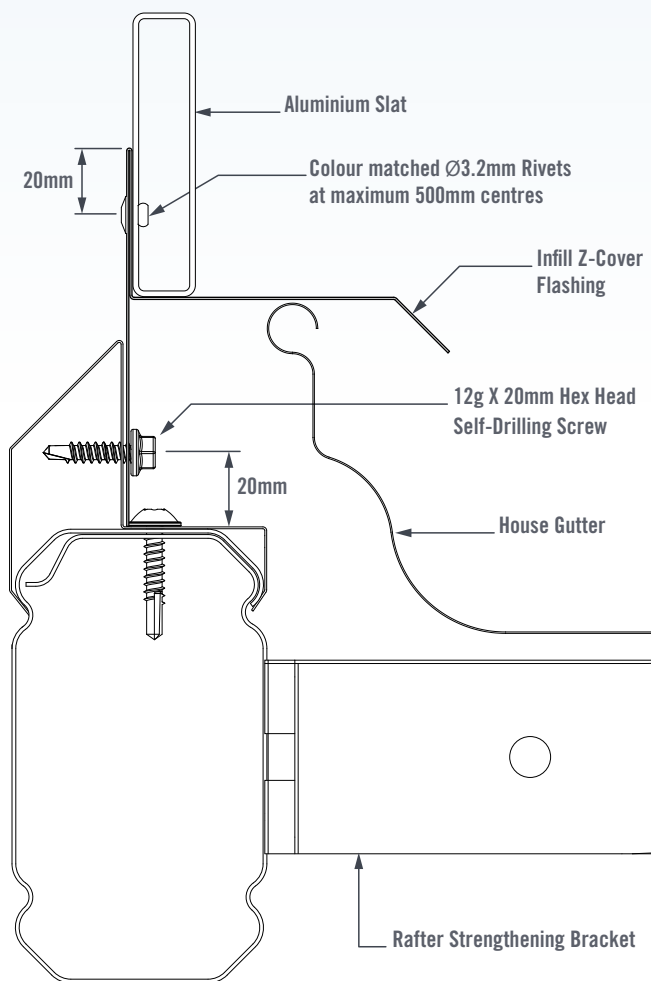 Aluminium Slat
20mm
Colour matched Ø3.2mm Rivets
at maximum 500mm centres
Infill Z-Cover
Flashing
12g X 20mm Hex Head
Self-Drilling Screw
20mm
House Gutter
Rafter Strengthening Bracket